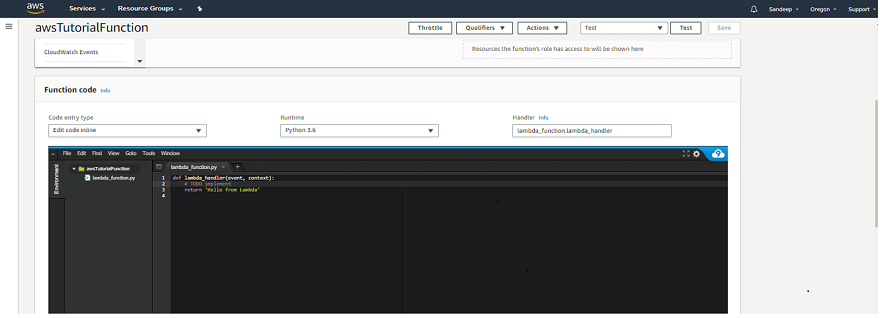 aws Services Resource Groups Sandeep Oregon Support
awsTutorialFunction Throttle Qualifiers Actions Test Test Save
CloudWatch Events
Resources the function's role has access to will be shown here
Function code Info
Code entry type Runtime Handler Info
Edit code inline Python 3.6 lambda_function.lambda_handler
File Edit Find View Goto Tools Window
Environment
awsTutorialFunction
lambda_function.py
lambda_function.py × +
1 def lambda_handler(event, context):
2 # TODO implement
3 return 'Hello from Lambda'
4